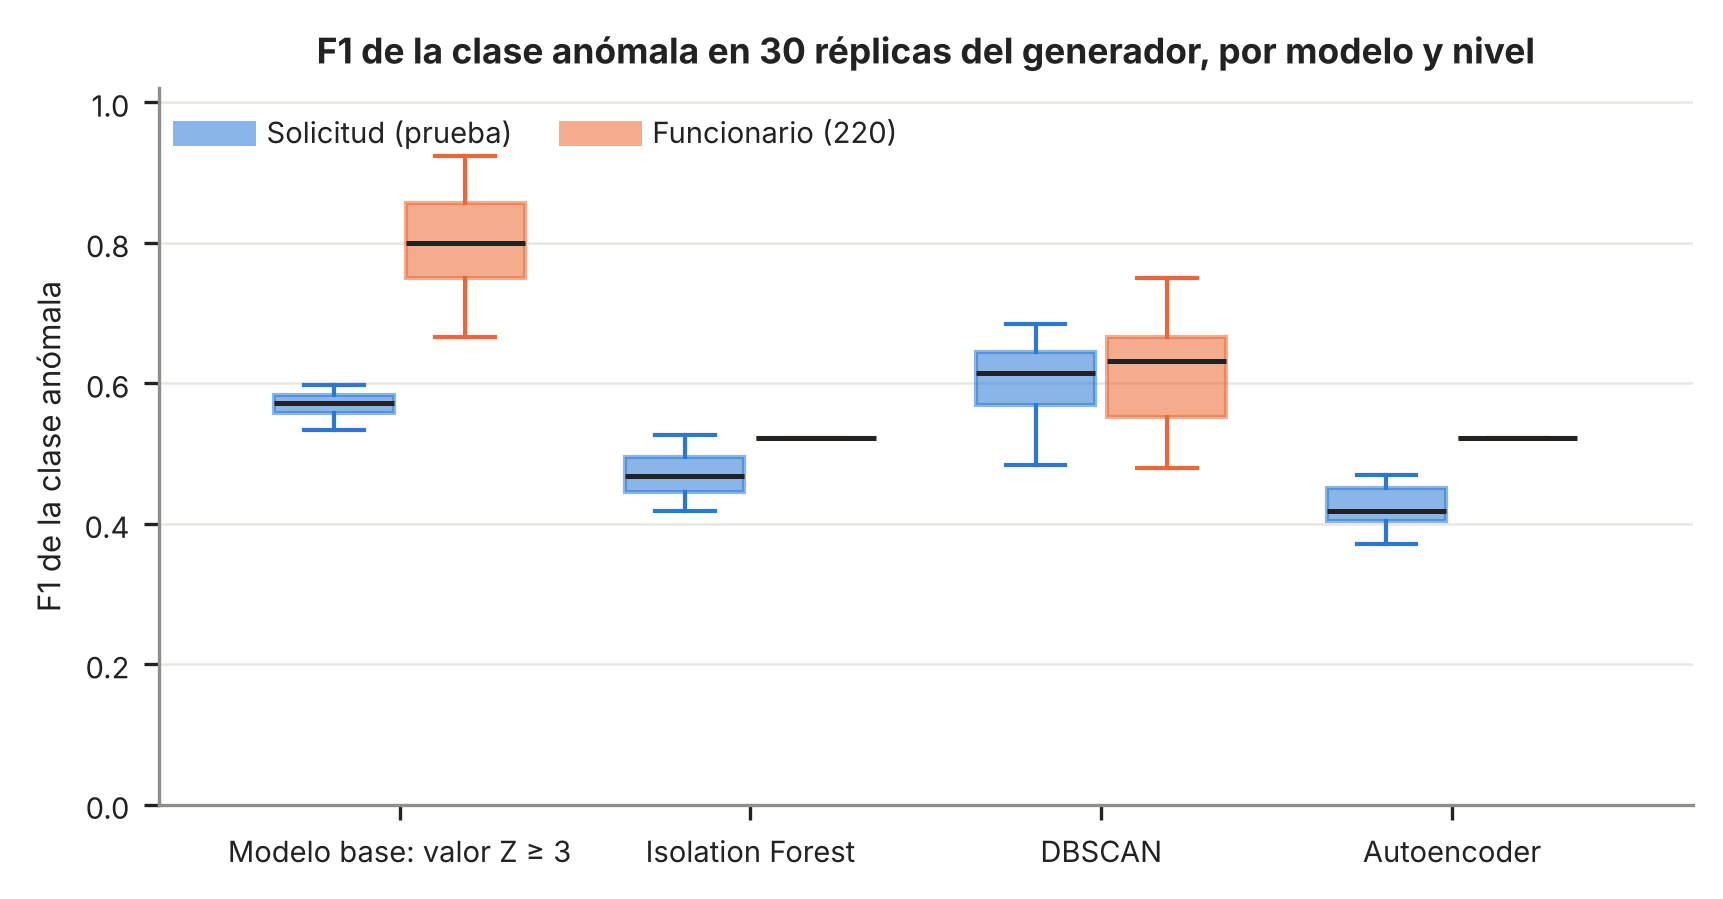 F1 de la clase anómala en 30 réplicas del generador, por modelo y nivel
Solicitud (prueba)
Funcionario (220)
F1 de la clase anómala
1.0
0.8
0.6
0.4
0.2
0.0
Modelo base: valor Z ≥ 3
Isolation Forest
DBSCAN
Autoencoder